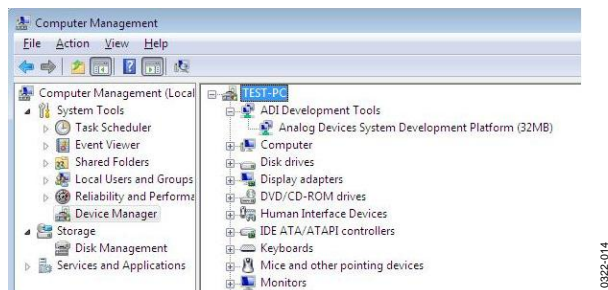 Computer Management
File Action View Help
Computer Management (Local
System Tools
Task Scheduler
Event Viewer
Shared Folders
Local Users and Groups
Reliability and Performa
Device Manager
Storage
Disk Management
Services and Applications
TEST-PC
ADI Development Tools
Analog Devices System Development Platform (32MB)
Computer
Disk drives
Display adapters
DVD/CD-ROM drives
Human Interface Devices
IDE ATA/ATAPI controllers
Keyboards
Mice and other pointing devices
Monitors
0322-014